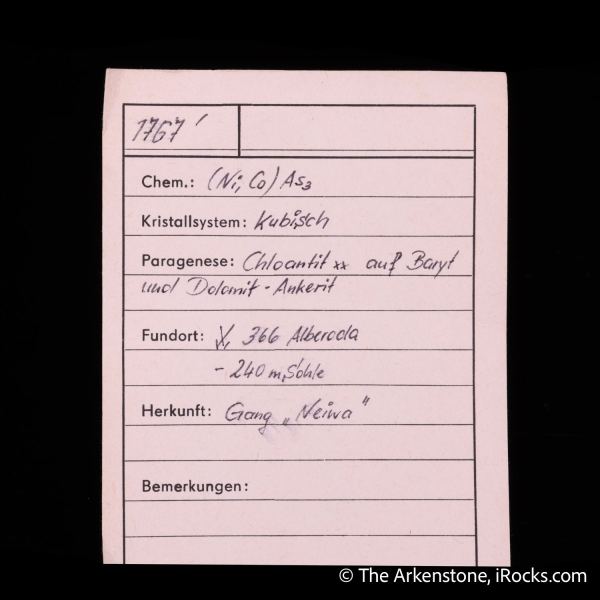 1767'
Chem.: (Ni, Co) As₃
Kristallsystem: Kubisch
Paragenese: Chloantit xx auf Baryt
und Dolomit - Ankerit
Fundort: 366 Alberoda
- 240 m, Sohle
Herkunft: Gang „Neiwa"
Bemerkungen:
© The Arkenstone, iRocks.com